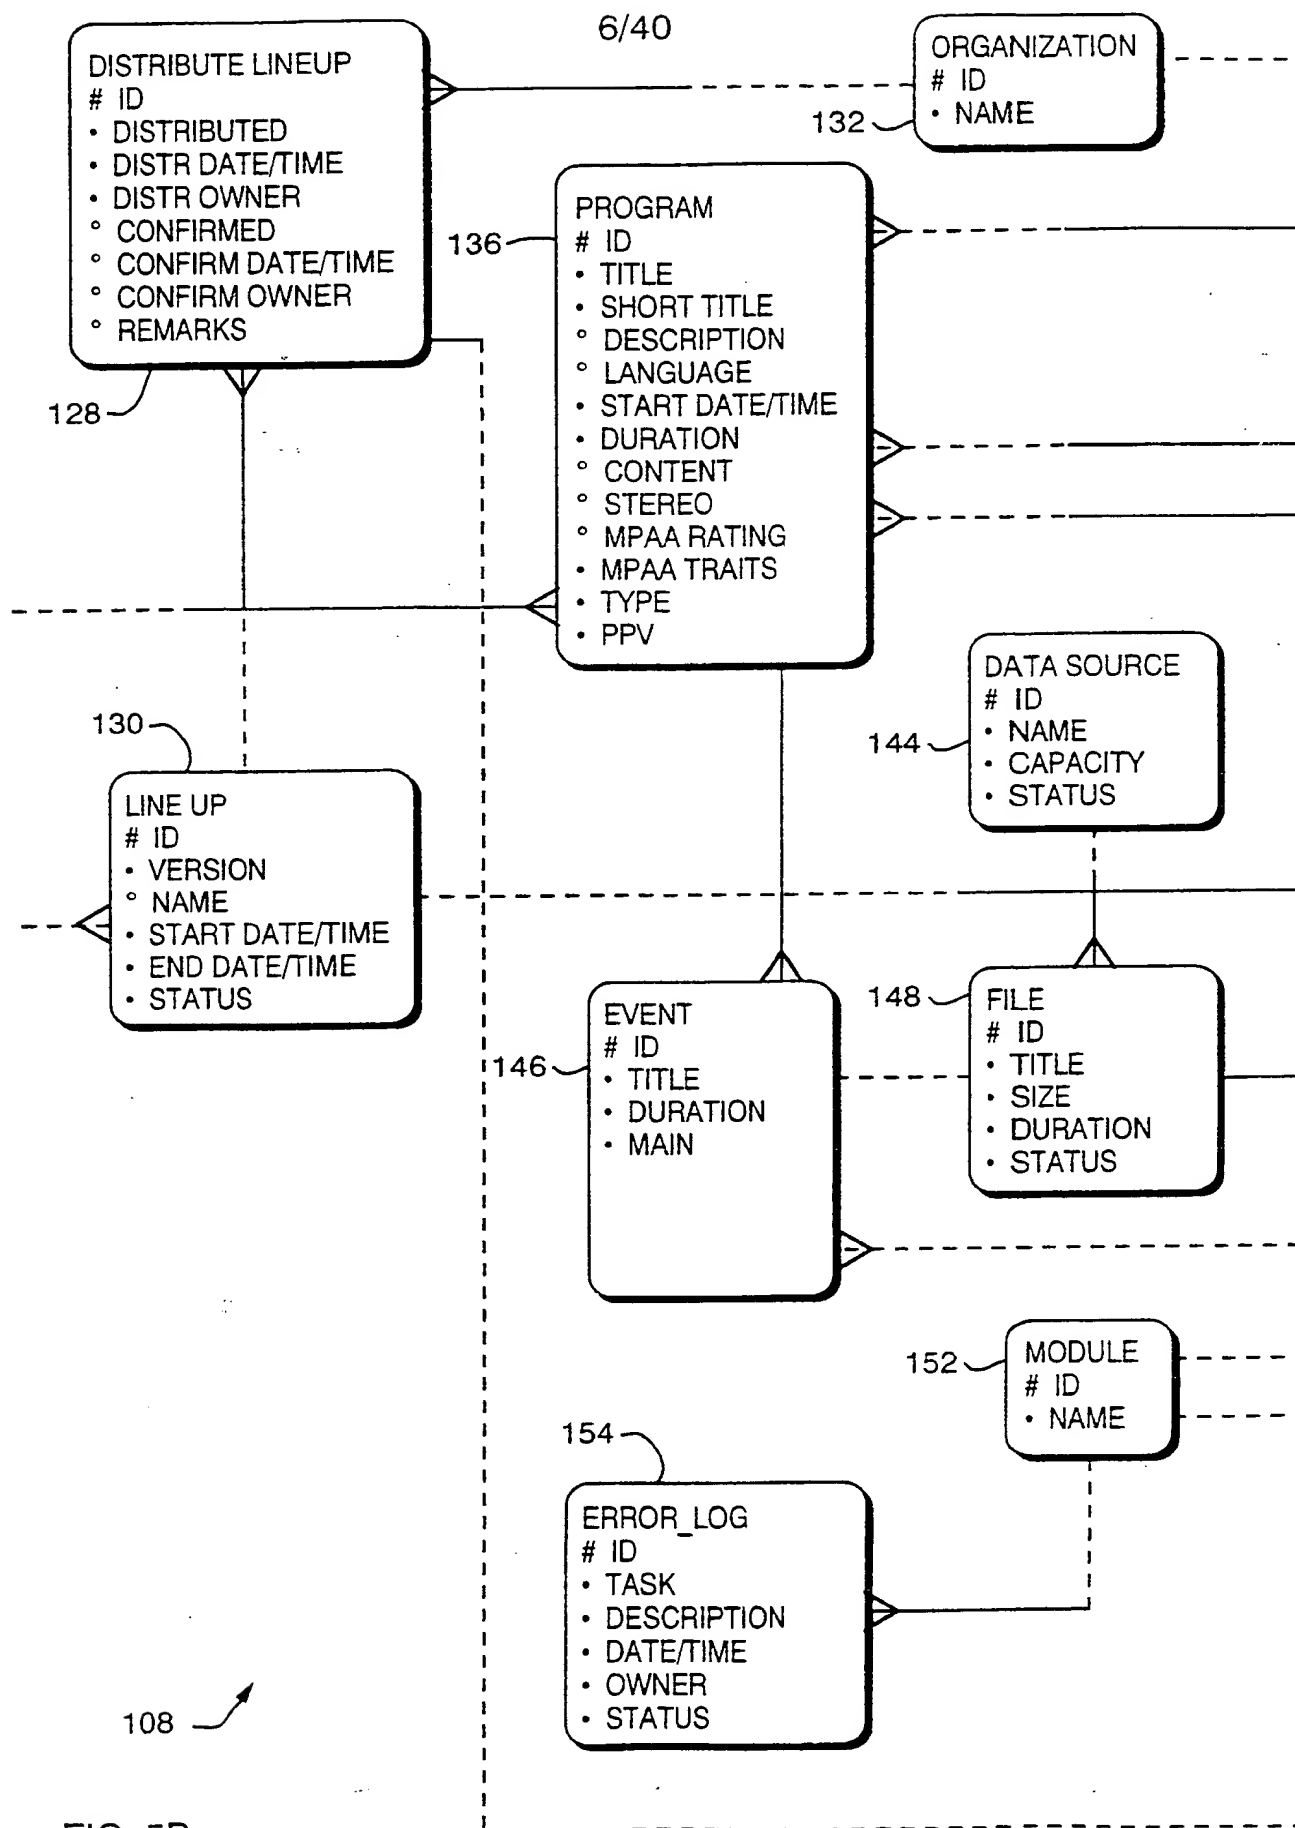 6/40
DISTRIBUTE LINEUP
# ID
• DISTRIBUTED
• DISTR DATE/TIME
• DISTR OWNER
° CONFIRMED
° CONFIRM DATE/TIME
° CONFIRM OWNER
° REMARKS
128
ORGANIZATION
# ID
• NAME
132
PROGRAM
# ID
• TITLE
• SHORT TITLE
° DESCRIPTION
° LANGUAGE
• START DATE/TIME
• DURATION
° CONTENT
° STEREO
° MPAA RATING
• MPAA TRAITS
• TYPE
• PPV
136
DATA SOURCE
# ID
• NAME
• CAPACITY
• STATUS
144
130
LINE UP
# ID
• VERSION
° NAME
• START DATE/TIME
• END DATE/TIME
• STATUS
EVENT
# ID
• TITLE
• DURATION
• MAIN
146
148
FILE
# ID
• TITLE
• SIZE
• DURATION
• STATUS
152
MODULE
# ID
• NAME
154
ERROR_LOG
# ID
• TASK
• DESCRIPTION
• DATE/TIME
• OWNER
• STATUS
108